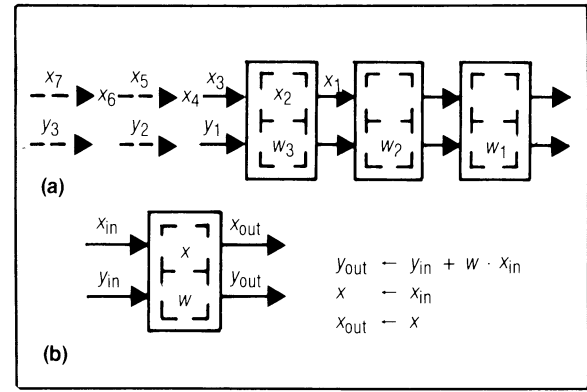 x7 x6 x5 x4 x3 x2 x1
y3 y2 y1 w3 w2 w1
(a)
xin x xout
yin w yout
yout ← yin + w · xin
x ← xin
xout ← x
(b)